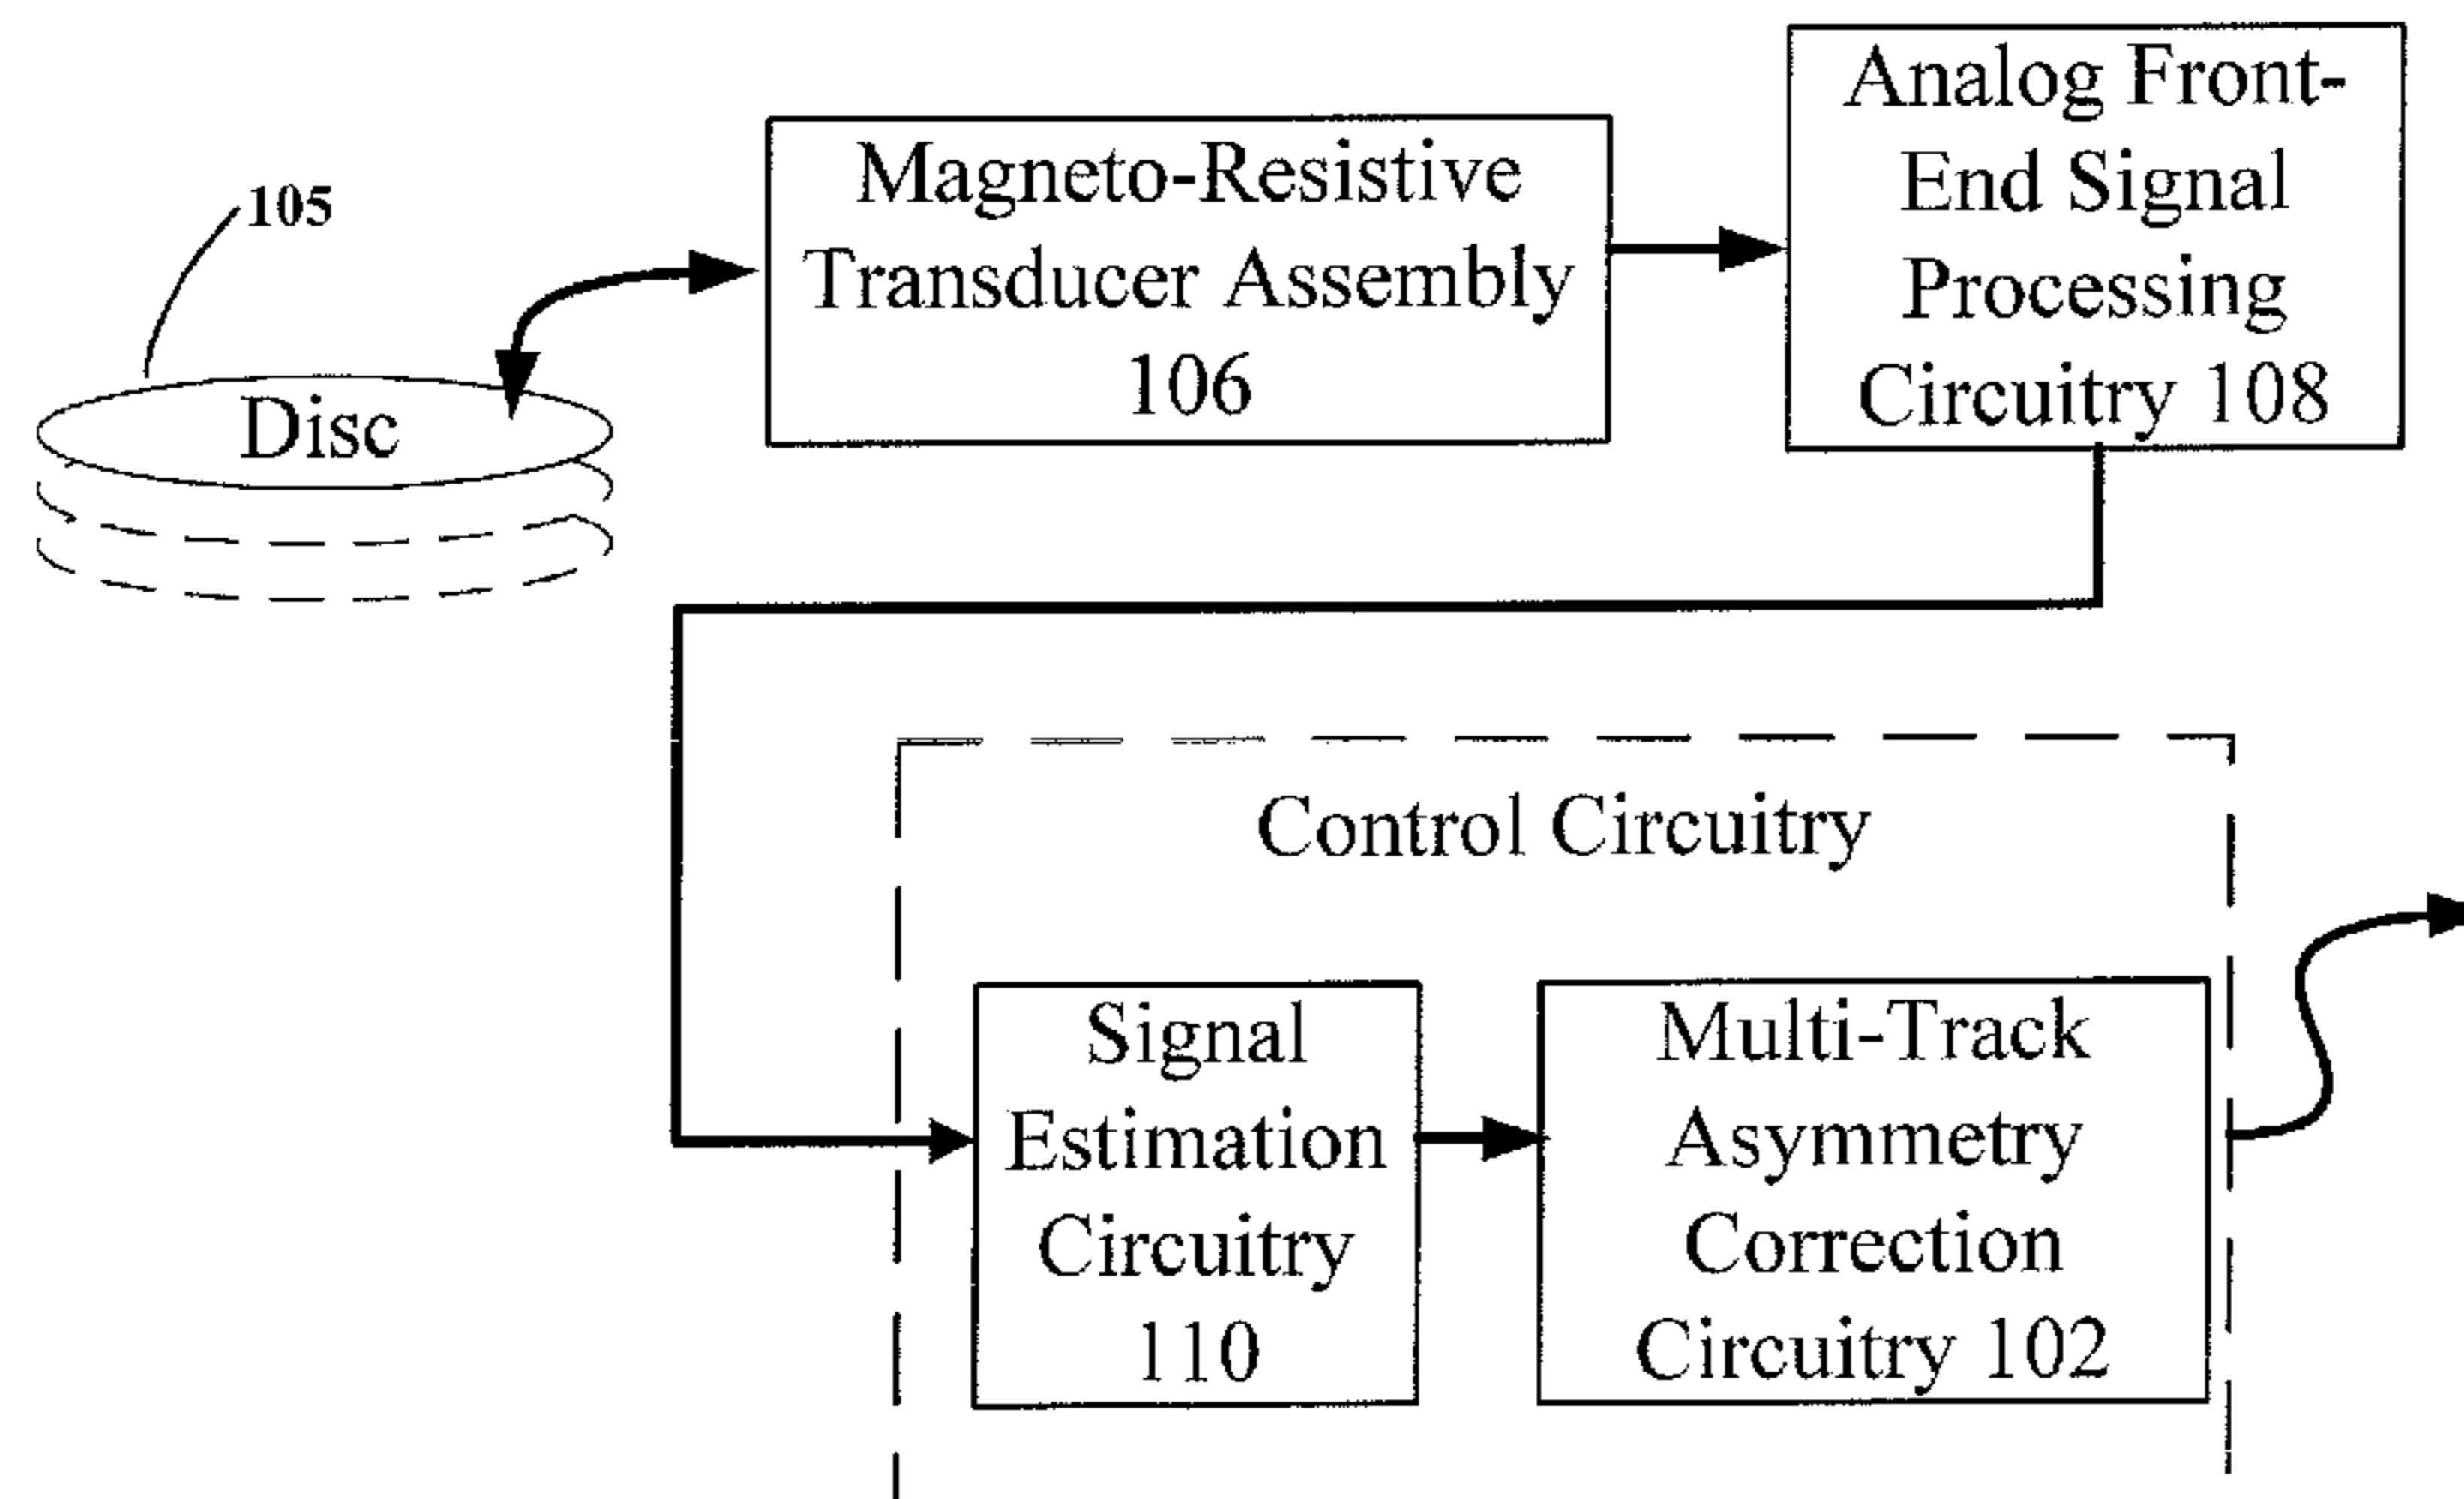 Analog Front-
End Signal
Processing
Circuitry 108
Magneto-Resistive
Transducer Assembly
106
105
Disc
Control Circuitry
Signal
Estimation
Circuitry
110
Multi-Track
Asymmetry
Correction
Circuitry 102